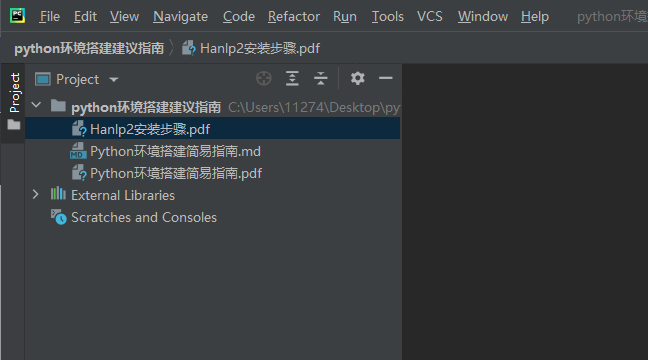 PC File Edit View Navigate Code Refactor Run Tools VCS Window Help python环境
python环境搭建建议指南 Hanlp2安装步骤.pdf
Project
Project
python环境搭建建议指南 C:\Users\11274\Desktop\py
Hanlp2安装步骤.pdf
MD Python环境搭建简易指南.md
Python环境搭建简易指南.pdf
External Libraries
Scratches and Consoles